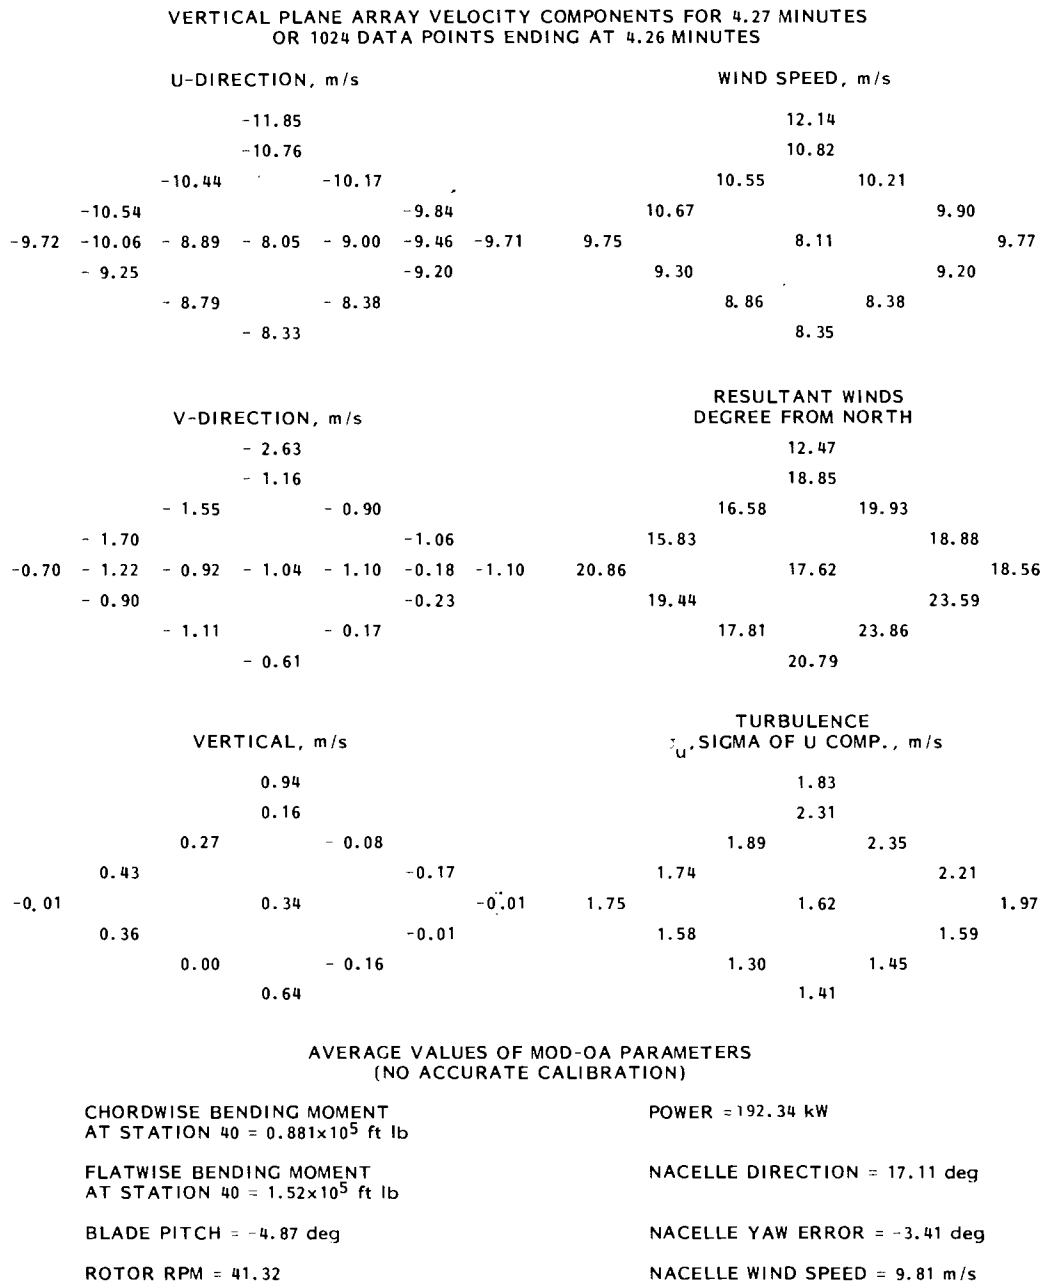 VERTICAL PLANE ARRAY VELOCITY COMPONENTS FOR 4.27 MINUTES
OR 1024 DATA POINTS ENDING AT 4.26 MINUTES
U-DIRECTION, m/s
-11.85
-10.76
-10.44 -10.17
-10.54 -9.84
-9.72 -10.06 - 8.89 - 8.05 - 9.00 -9.46 -9.71
- 9.25 -9.20
- 8.79 - 8.38
- 8.33
WIND SPEED, m/s
12.14
10.82
10.55 10.21
10.67 9.90
9.75 8.11 9.77
9.30 9.20
8.86 8.38
8.35
V-DIRECTION, m/s
- 2.63
- 1.16
- 1.55 - 0.90
- 1.70 -1.06
-0.70 - 1.22 - 0.92 - 1.04 - 1.10 -0.18 -1.10
- 0.90 -0.23
- 1.11 - 0.17
- 0.61
RESULTANT WINDS
DEGREE FROM NORTH
12.47
18.85
16.58 19.93
15.83 18.88
20.86 17.62 18.56
19.44 23.59
17.81 23.86
20.79
VERTICAL, m/s
0.94
0.16
0.27 - 0.08
0.43 -0.17
-0.01 0.34 -0.01
0.36 -0.01
0.00 - 0.16
0.64
TURBULENCE
u, SIGMA OF U COMP., m/s
1.83
2.31
1.89 2.35
1.74 2.21
1.75 1.62 1.97
1.58 1.59
1.30 1.45
1.41
AVERAGE VALUES OF MOD-OA PARAMETERS
(NO ACCURATE CALIBRATION)
CHORDWISE BENDING MOMENT
AT STATION 40 = 0.881x10⁵ ft lb
POWER = 192.34 kW
FLATWISE BENDING MOMENT
AT STATION 40 = 1.52x10⁵ ft lb
NACELLE DIRECTION = 17.11 deg
BLADE PITCH = -4.87 deg
NACELLE YAW ERROR = -3.41 deg
ROTOR RPM = 41.32
NACELLE WIND SPEED = 9.81 m/s